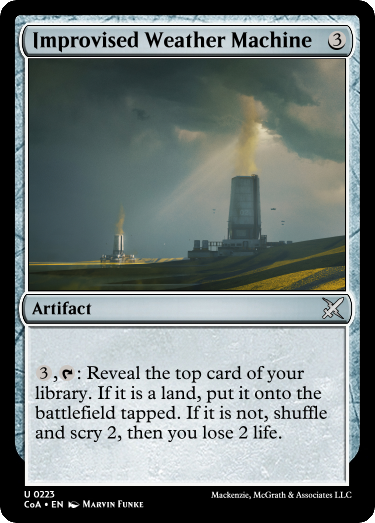 Improvised Weather Machine 3
Artifact
3, T: Reveal the top card of your
library. If it is a land, put it onto the
battlefield tapped. If it is not, shuffle
and scry 2, then you lose 2 life.
U 0223
CoA • EN Marvin Funke
Mackenzie, McGrath & Associates LLC